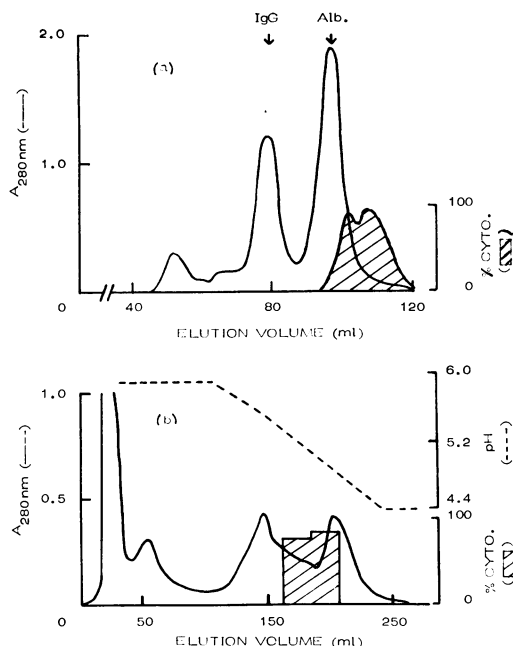 IgG Alb.
2.0
(a)
A280nm (——)
1.0
100
% CYTO.
0
0
40 60 80 100 120
ELUTION VOLUME (ml)
1.0
(b)
6.0
5.2
pH
(----)
4.4
A280nm (——)
0.5
100
% CYTO.
0
0
50 150 250
ELUTION VOLUME (ml)